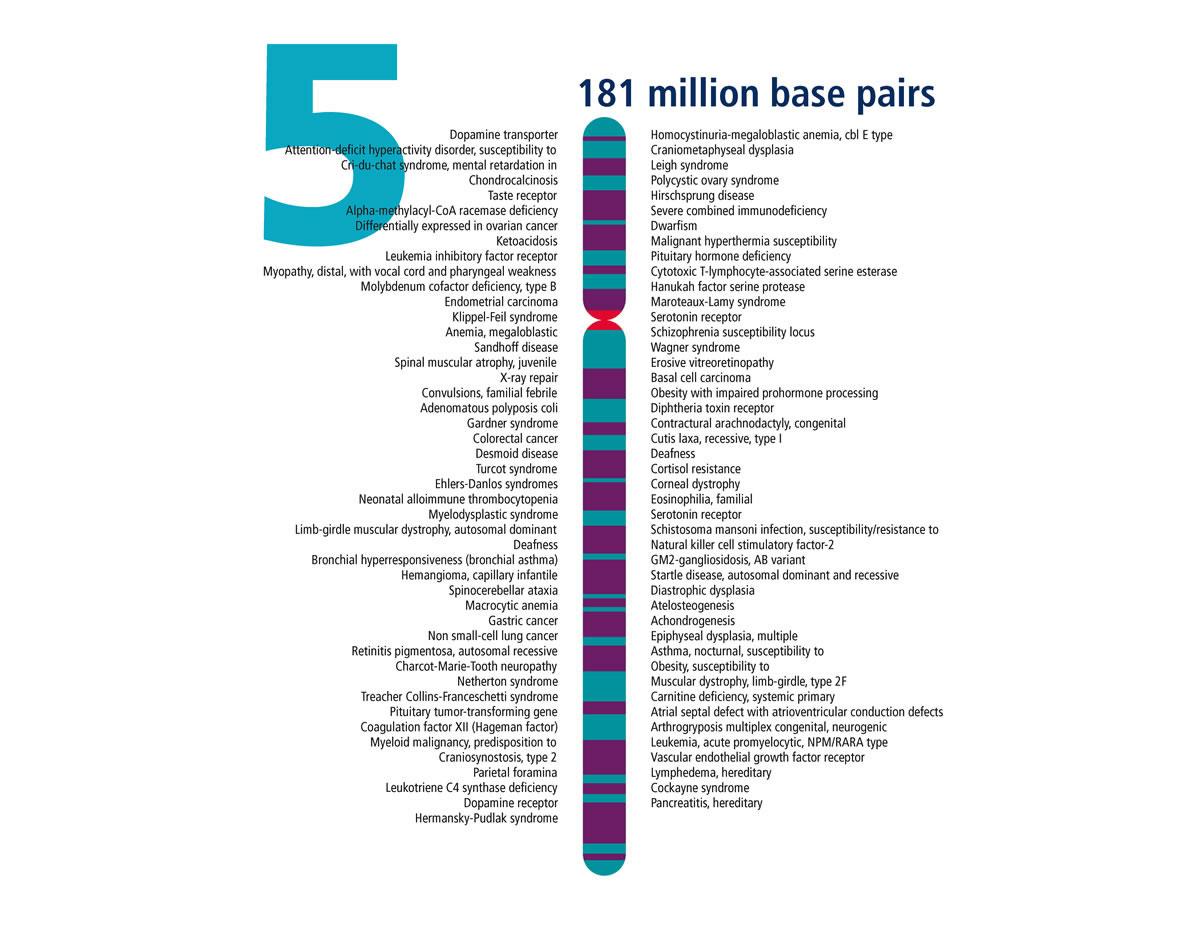 5
181 million base pairs
Dopamine transporter
Attention-deficit hyperactivity disorder, susceptibility to
Cri-du-chat syndrome, mental retardation in
Chondrocalcinosis
Taste receptor
Alpha-methylacyl-CoA racemase deficiency
Differentially expressed in ovarian cancer
Ketoacidosis
Leukemia inhibitory factor receptor
Myopathy, distal, with vocal cord and pharyngeal weakness
Molybdenum cofactor deficiency, type B
Endometrial carcinoma
Klippel-Feil syndrome
Anemia, megaloblastic
Sandhoff disease
Spinal muscular atrophy, juvenile
X-ray repair
Convulsions, familial febrile
Adenomatous polyposis coli
Gardner syndrome
Colorectal cancer
Desmoid disease
Turcot syndrome
Ehlers-Danlos syndromes
Neonatal alloimmune thrombocytopenia
Myelodysplastic syndrome
Limb-girdle muscular dystrophy, autosomal dominant
Deafness
Bronchial hyperresponsiveness (bronchial asthma)
Hemangioma, capillary infantile
Spinocerebellar ataxia
Macrocytic anemia
Gastric cancer
Non small-cell lung cancer
Retinitis pigmentosa, autosomal recessive
Charcot-Marie-Tooth neuropathy
Netherton syndrome
Treacher Collins-Franceschetti syndrome
Pituitary tumor-transforming gene
Coagulation factor XII (Hageman factor)
Myeloid malignancy, predisposition to
Craniosynostosis, type 2
Parietal foramina
Leukotriene C4 synthase deficiency
Dopamine receptor
Hermansky-Pudlak syndrome
Homocystinuria-megaloblastic anemia, cbl E type
Craniometaphyseal dysplasia
Leigh syndrome
Polycystic ovary syndrome
Hirschsprung disease
Severe combined immunodeficiency
Dwarfism
Malignant hyperthermia susceptibility
Pituitary hormone deficiency
Cytotoxic T-lymphocyte-associated serine esterase
Hanukah factor serine protease
Maroteaux-Lamy syndrome
Serotonin receptor
Schizophrenia susceptibility locus
Wagner syndrome
Erosive vitreoretinopathy
Basal cell carcinoma
Obesity with impaired prohormone processing
Diphtheria toxin receptor
Contractural arachnodactyly, congenital
Cutis laxa, recessive, type I
Deafness
Cortisol resistance
Corneal dystrophy
Eosinophilia, familial
Serotonin receptor
Schistosoma mansoni infection, susceptibility/resistance to
Natural killer cell stimulatory factor-2
GM2-gangliosidosis, AB variant
Startle disease, autosomal dominant and recessive
Diastrophic dysplasia
Atelosteogenesis
Achondrogenesis
Epiphyseal dysplasia, multiple
Asthma, nocturnal, susceptibility to
Obesity, susceptibility to
Muscular dystrophy, limb-girdle, type 2F
Carnitine deficiency, systemic primary
Atrial septal defect with atrioventricular conduction defects
Arthrogryposis multiplex congenital, neurogenic
Leukemia, acute promyelocytic, NPM/RARA type
Vascular endothelial growth factor receptor
Lymphedema, hereditary
Cockayne syndrome
Pancreatitis, hereditary